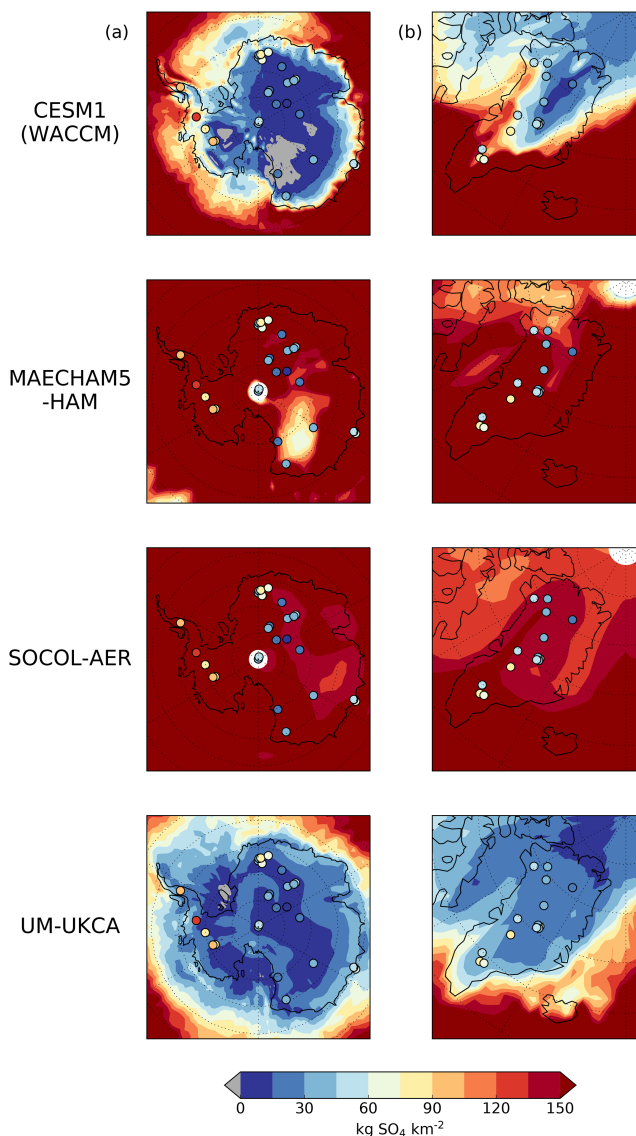 (a) (b)
CESM1
(WACCM)
MAECHAM5
-HAM
SOCOL-AER
UM-UKCA
0 30 60 90 120 150
kg SO₄ km⁻²